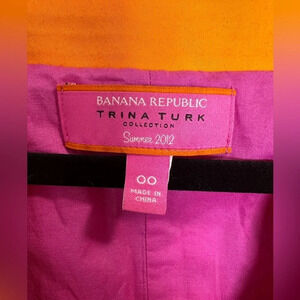 BANANA REPUBLIC
TRINA TURK
COLLECTION
Summer 2012
00
MADE IN
CHINA